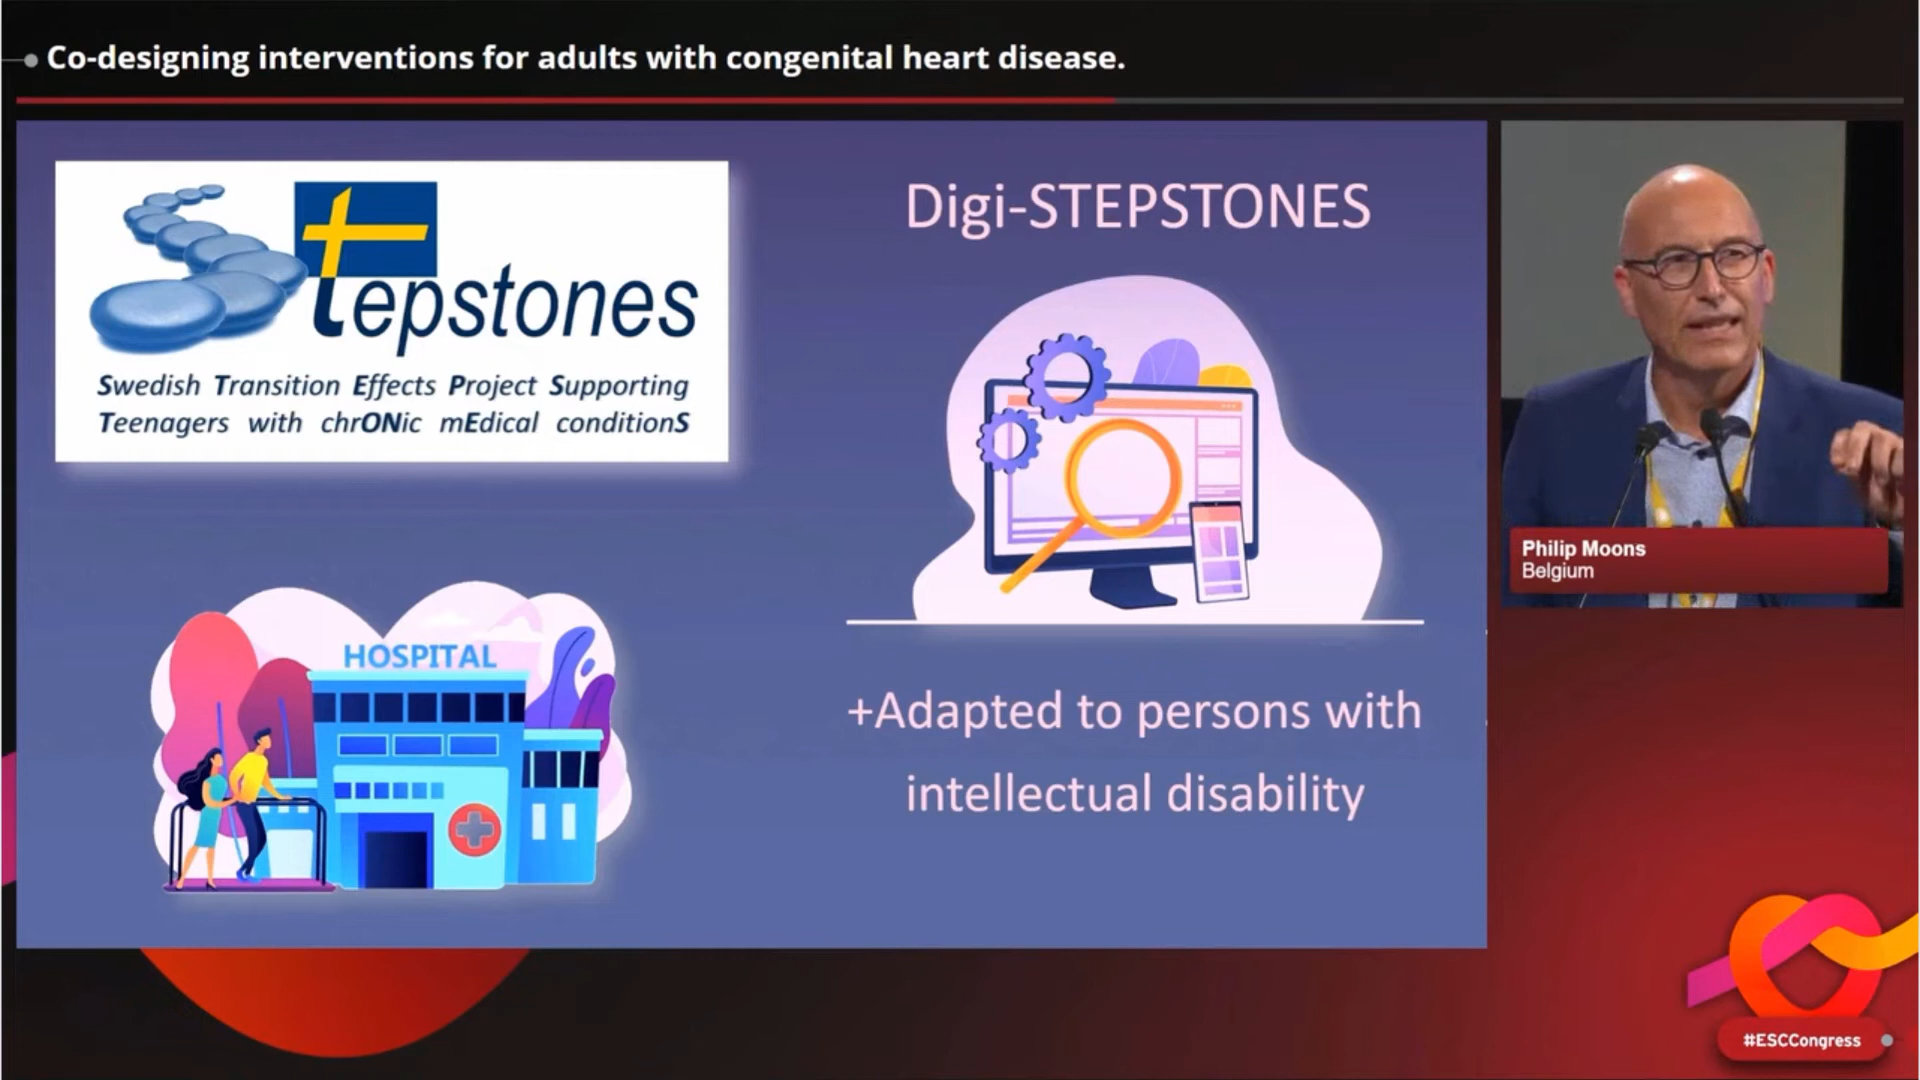 Co-designing interventions for adults with congenital heart disease.
Stepstones
Swedish Transition Effects Project Supporting
Teenagers with chrONic mEdical conditionS
Digi-STEPSTONES
HOSPITAL
+Adapted to persons with
intellectual disability
Philip Moons
Belgium
#ESCCongress